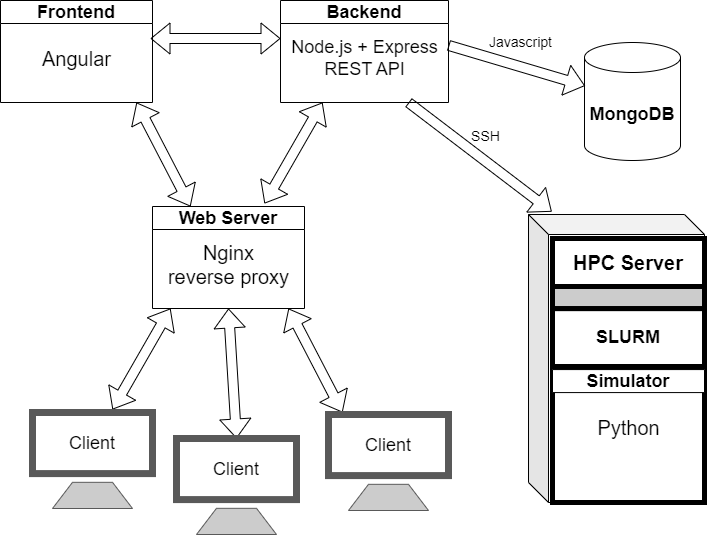 Frontend
Angular
Backend
Node.js + Express
REST API
Javascript
MongoDB
SSH
Web Server
Nginx
reverse proxy
HPC Server
SLURM
Simulator
Python
Client
Client
Client